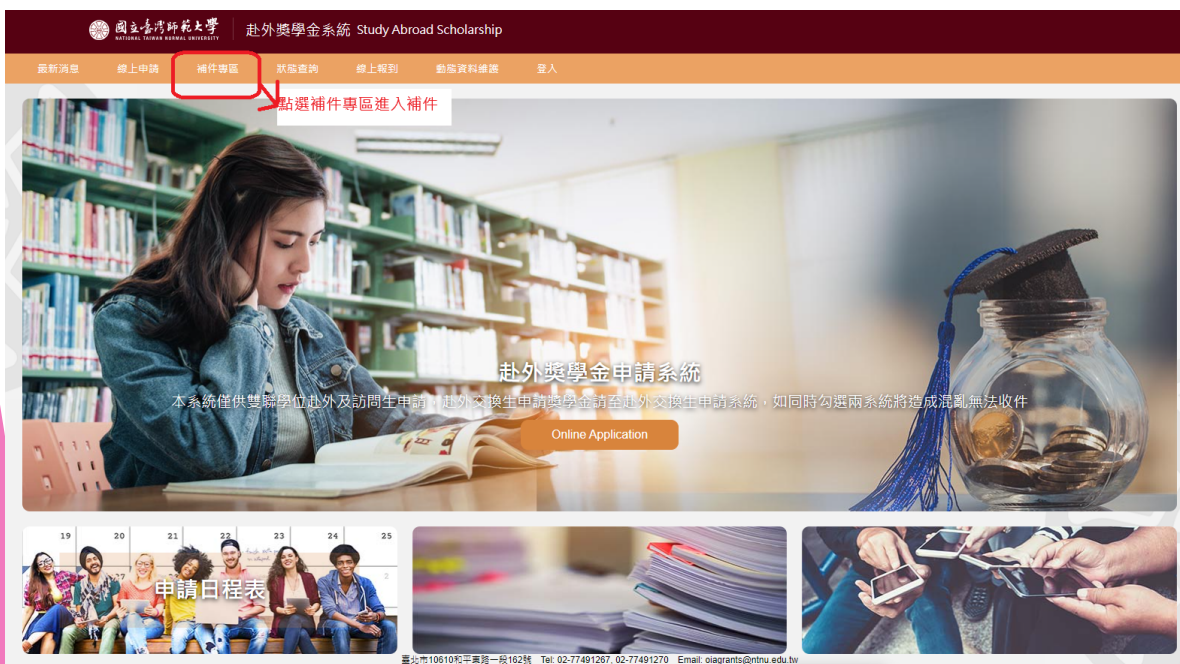 國立臺灣師範大學
NATIONAL TAIWAN NORMAL UNIVERSITY
赴外獎學金系統 Study Abroad Scholarship
最新消息 線上申請 補件專區 狀態查詢 線上報到 動態資料維護 登入
點選補件專區進入補件
赴外獎學金申請系統
本系統僅供雙聯學位赴外及訪問生申請，赴外交換生申請獎學金請至赴外交換生申請系統，如同時勾選兩系統將造成混亂無法收件
Online Application
19 20 21 22 23 24 25
申請日程表
臺北市10610和平東路一段162號 Tel: 02-77491267, 02-77491270 Email: oiagrants@ntnu.edu.tw